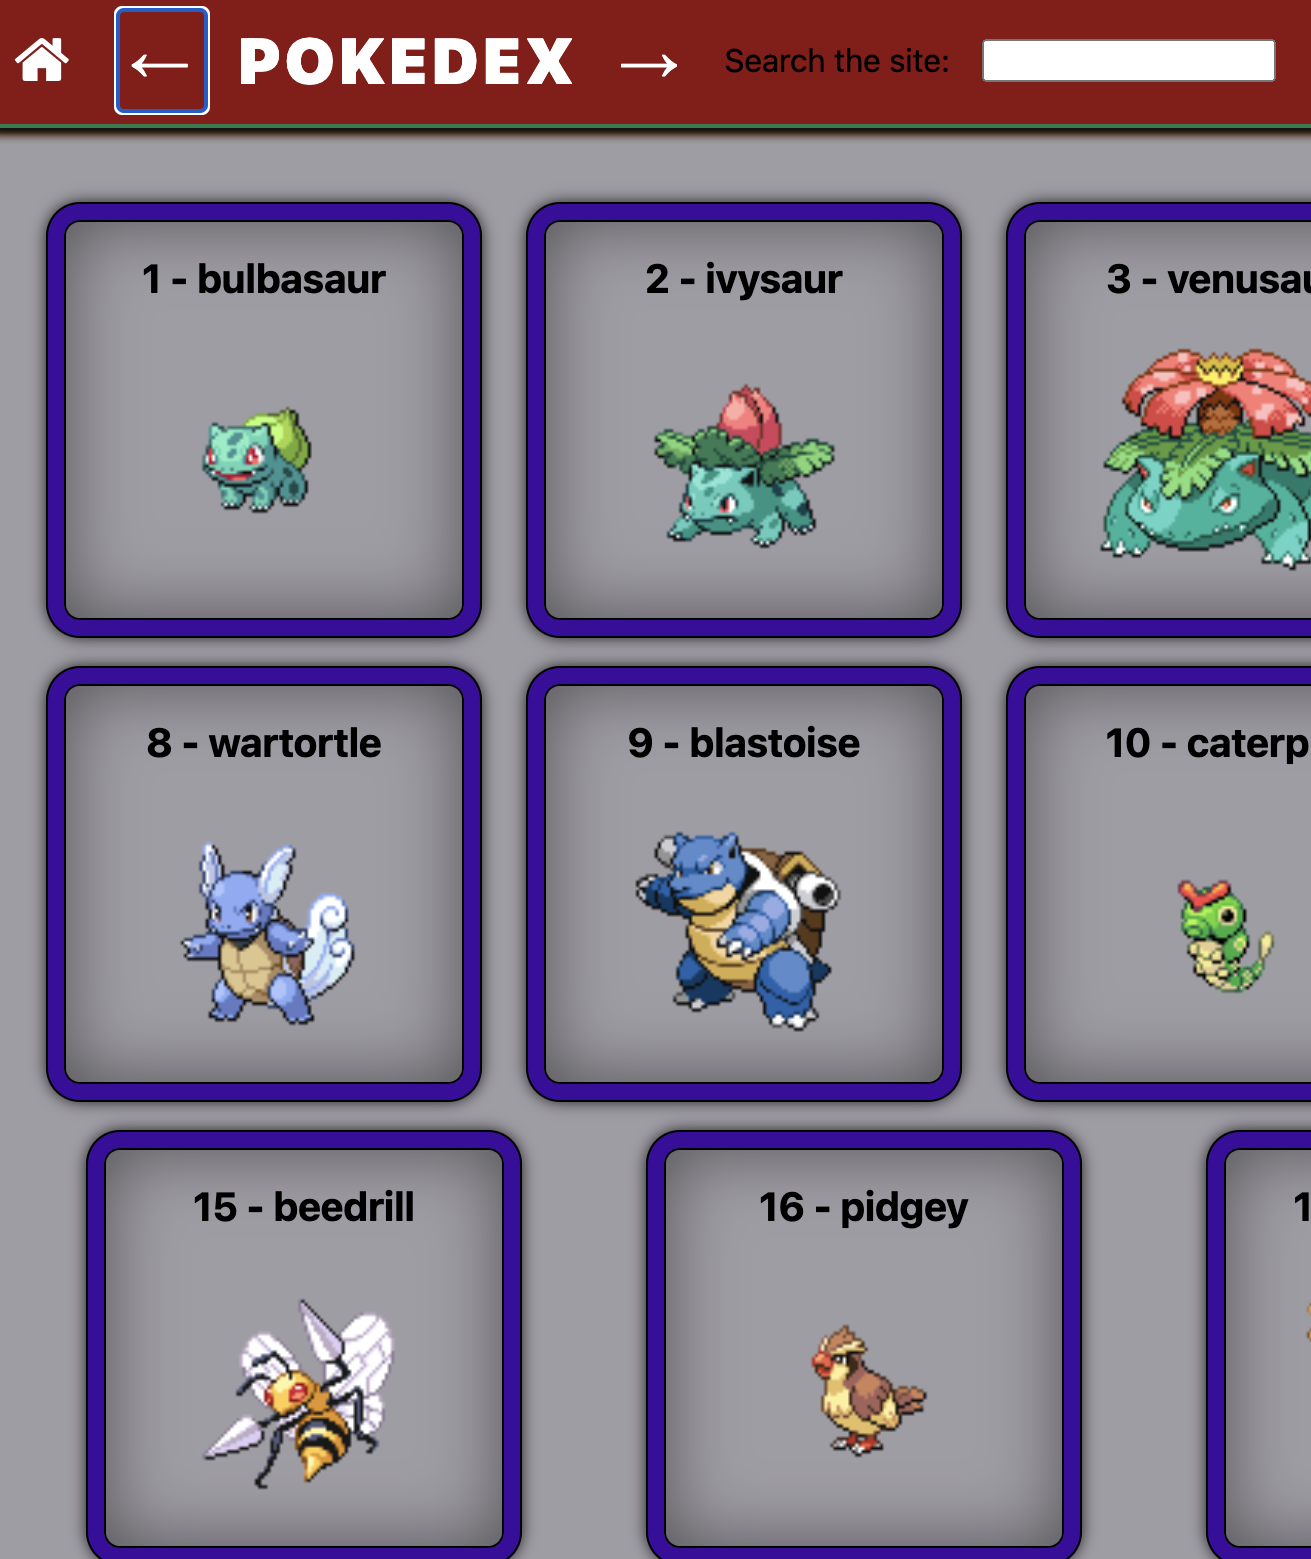 ← POKEDEX → Search the site:
1 - bulbasaur
2 - ivysaur
3 - venusau
8 - wartortle
9 - blastoise
10 - caterp
15 - beedrill
16 - pidgey
1